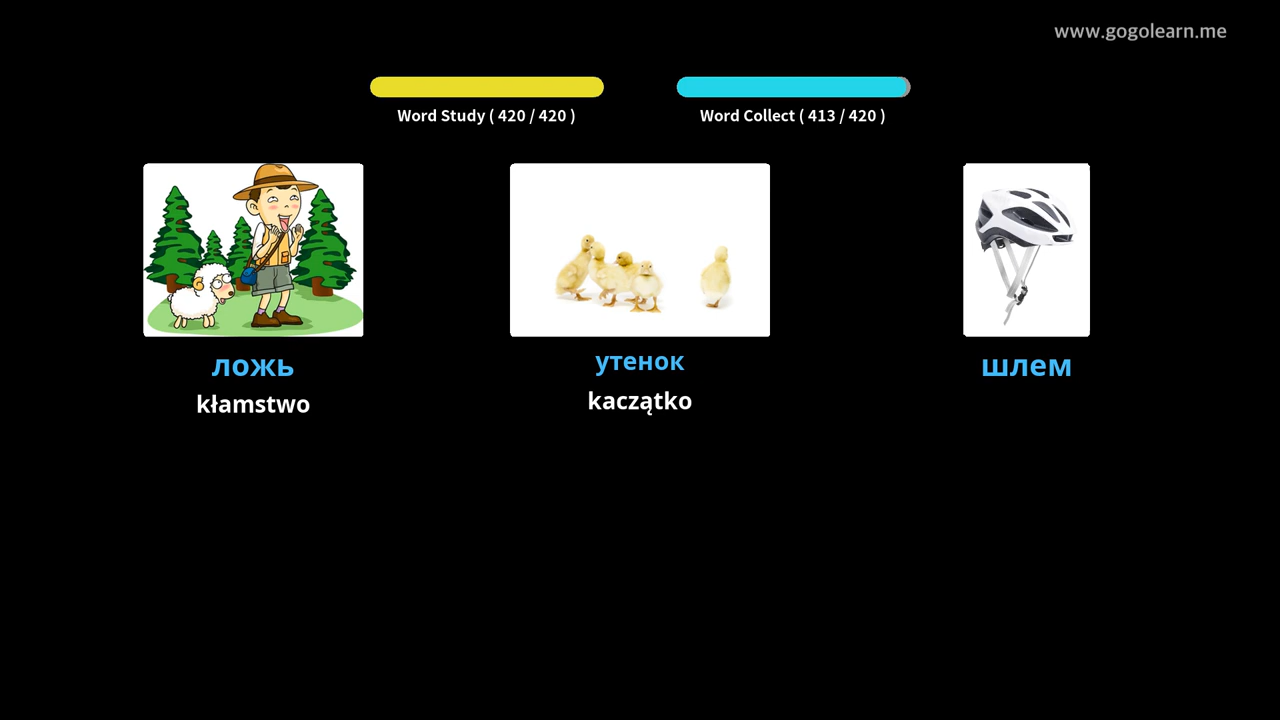 www.gogolearn.me
Word Study ( 420 / 420 )
Word Collect ( 413 / 420 )
ложь
kłamstwo
утенок
kaczątko
шлем